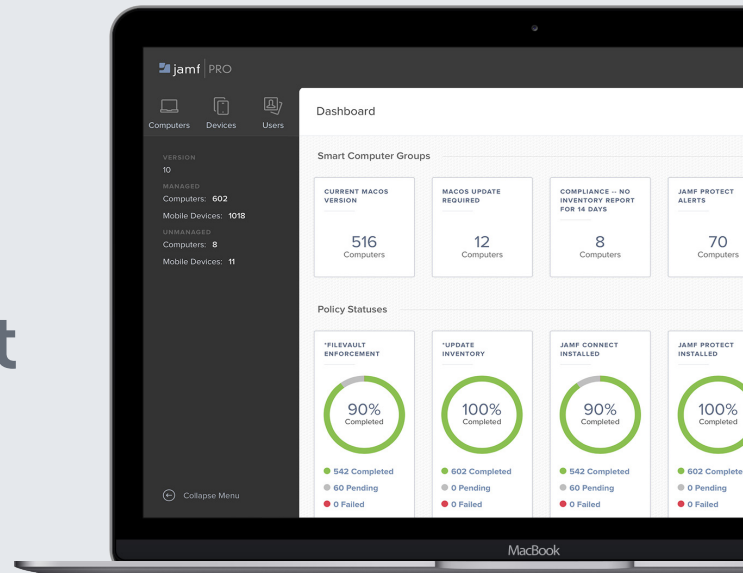 t
jamf PRO
Computers Devices Users
VERSION
10
MANAGED
Computers: 602
Mobile Devices: 1018
UNMANAGED
Computers: 8
Mobile Devices: 11
Collapse Menu
Dashboard
Smart Computer Groups
CURRENT MACOS
VERSION
516
Computers
MACOS UPDATE
REQUIRED
12
Computers
COMPLIANCE -- NO
INVENTORY REPORT
FOR 14 DAYS
8
Computers
JAMF PROTECT
ALERTS
70
Computers
Policy Statuses
*FILEVAULT
ENFORCEMENT
90%
Completed
542 Completed
60 Pending
0 Failed
*UPDATE
INVENTORY
100%
Completed
602 Completed
0 Pending
0 Failed
JAMF CONNECT
INSTALLED
90%
Completed
542 Completed
60 Pending
0 Failed
JAMF PROTECT
INSTALLED
100%
Completed
602 Complete
0 Pending
0 Failed
MacBook